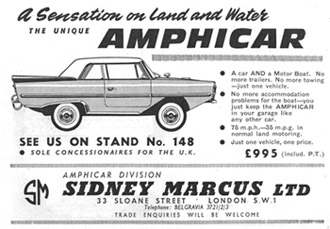 A Sensation on Land and Water
THE UNIQUE AMPHICAR
• A car AND a Motor Boat. No
more trailers. No more towing
—just one vehicle.
• No more accommodation
problems for the boat—you
just keep the AMPHICAR
in your garage like
any other car.
• 75 m.p.h.—35 m.p.g. in
normal land motoring.
• Just one vehicle, one price.
£995 (includ. P.T.)
SEE US ON STAND No. 148
• SOLE CONCESSIONAIRES FOR THE U.K.
AMPHICAR DIVISION
SM SIDNEY MARCUS LTD
33 SLOANE STREET · LONDON S.W.1
Telephone: BELGRAVIA 3721/2/3
TRADE ENQUIRIES WILL BE WELCOME